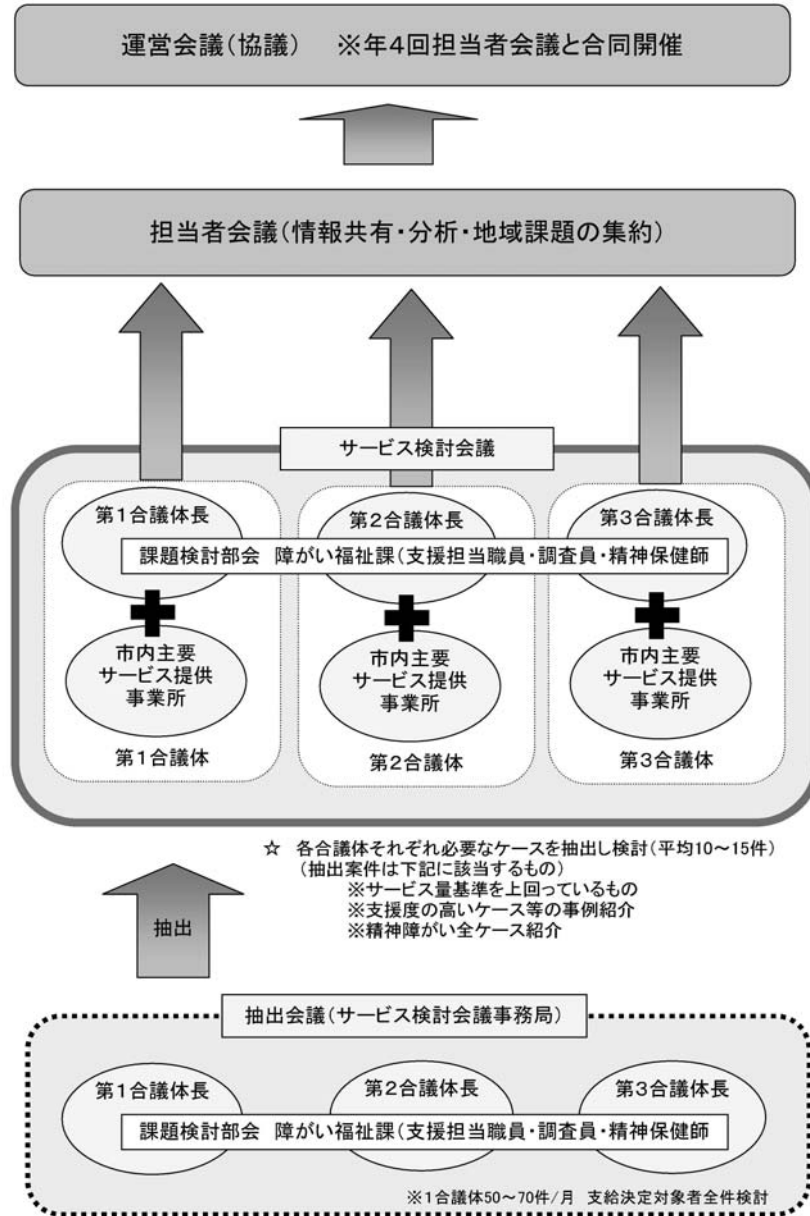 運営会議(協議)　※年4回担当者会議と合同開催
担当者会議(情報共有・分析・地域課題の集約)
サービス検討会議
第1合議体長
第2合議体長
第3合議体長
課題検討部会　障がい福祉課(支援担当職員・調査員・精神保健師
市内主要
サービス提供
事業所
市内主要
サービス提供
事業所
市内主要
サービス提供
事業所
第1合議体
第2合議体
第3合議体
☆　各合議体それぞれ必要なケースを抽出し検討(平均10～15件)
(抽出案件は下記に該当するもの)
※サービス量基準を上回っているもの
※支援度の高いケース等の事例紹介
※精神障がい全ケース紹介
抽出
抽出会議(サービス検討会議事務局)
第1合議体長
第2合議体長
第3合議体長
課題検討部会　障がい福祉課(支援担当職員・調査員・精神保健師
※1合議体50～70件/月　支給決定対象者全件検討